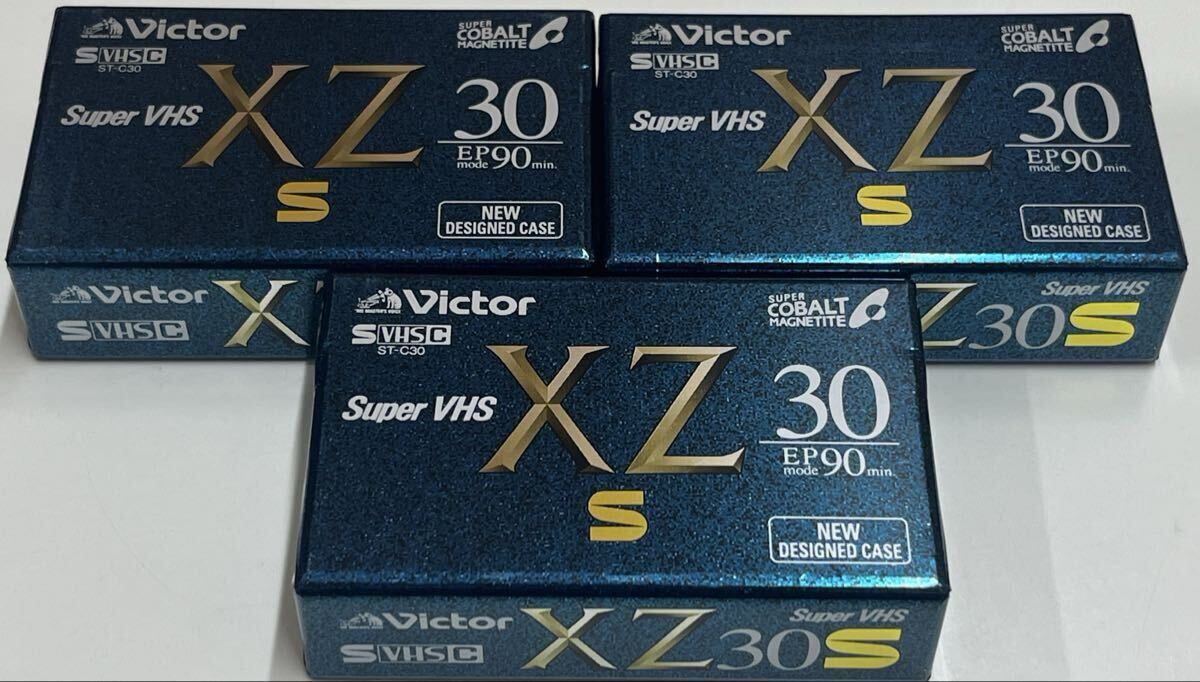 Victor
SUPER COBALT MAGNETITE
S VHS C
ST-C30
Super VHS
XZ
30
EP mode 90 min.
S
NEW
DESIGNED CASE
Victor
S VHS C
X
Victor
SUPER COBALT MAGNETITE
S VHS C
ST-C30
Super VHS
XZ
30
EP mode 90 min.
S
NEW
DESIGNED CASE
Z 30 Super VHS S
Victor
SUPER COBALT MAGNETITE
S VHS C
ST-C30
Super VHS
XZ
30
EP mode 90 min.
S
NEW
DESIGNED CASE
Victor
S VHS C
XZ 30 Super VHS S